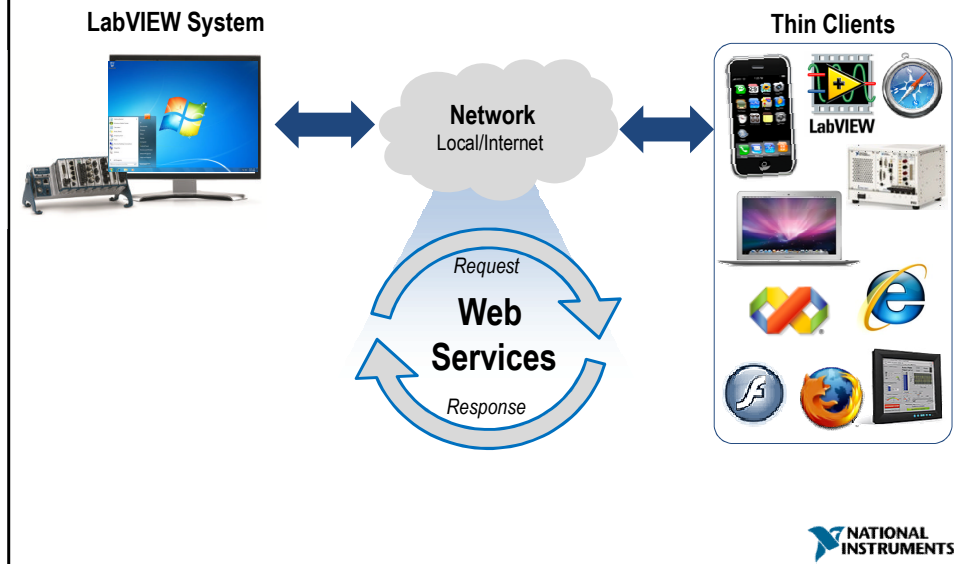 LabVIEW System
Thin Clients
Network
Local/Internet
LabVIEW
Request
Web
Services
Response
NATIONAL
INSTRUMENTS